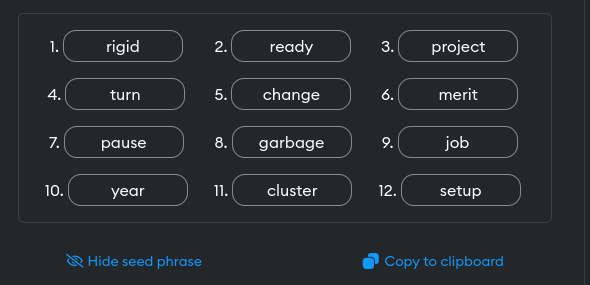 1. rigid 2. ready 3. project
4. turn 5. change 6. merit
7. pause 8. garbage 9. job
10. year 11. cluster 12. setup
Hide seed phrase Copy to clipboard